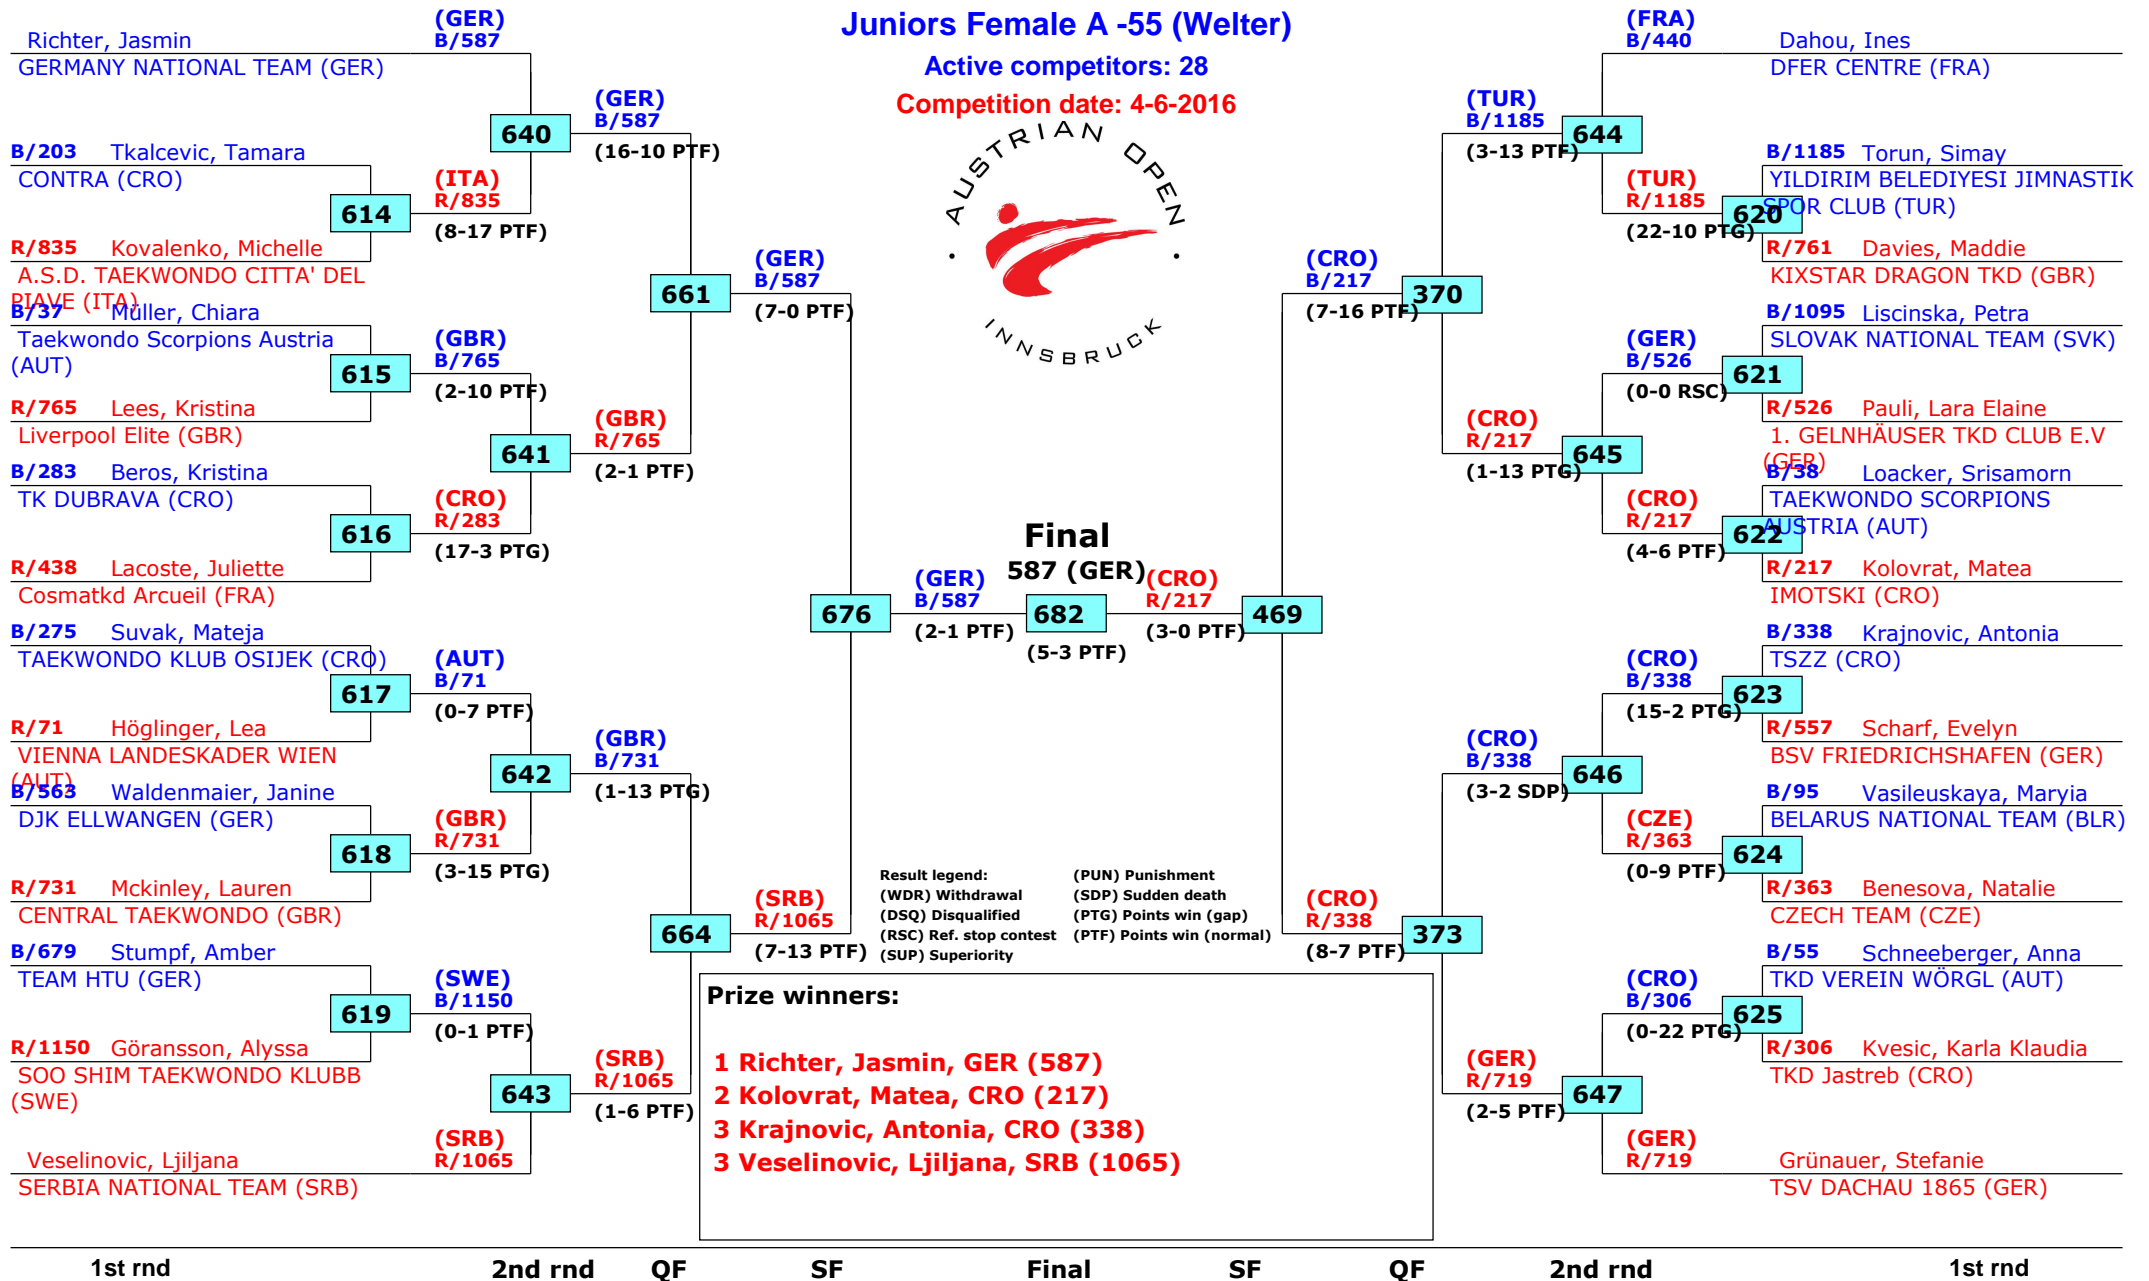 Juniors Female A -55 (Welter)
Active competitors: 28
Competition date: 4-6-2016
AUSTRIAN OPEN
INNSBRUCK
Richter, Jasmin
GERMANY NATIONAL TEAM (GER)
B/203 Tkalcevic, Tamara
CONTRA (CRO)
614
R/835 Kovalenko, Michelle
A.S.D. TAEKWONDO CITTA' DEL
PIAVE (ITA)
B/37 Müller, Chiara
Taekwondo Scorpions Austria
(AUT)
615
R/765 Lees, Kristina
Liverpool Elite (GBR)
B/283 Beros, Kristina
TK DUBRAVA (CRO)
616
R/438 Lacoste, Juliette
Cosmatkd Arcueil (FRA)
B/275 Suvak, Mateja
TAEKWONDO KLUB OSIJEK (CRO)
617
R/71 Höglinger, Lea
VIENNA LANDESKADER WIEN
(AUT)
B/563 Waldenmaier, Janine
DJK ELLWANGEN (GER)
618
R/731 Mckinley, Lauren
CENTRAL TAEKWONDO (GBR)
B/679 Stumpf, Amber
TEAM HTU (GER)
619
R/1150 Göransson, Alyssa
SOO SHIM TAEKWONDO KLUBB
(SWE)
Veselinovic, Ljiljana
SERBIA NATIONAL TEAM (SRB)
(GER)
B/587
640
(ITA)
R/835
(8-17 PTF)
(GBR)
B/765
(2-10 PTF)
641
(CRO)
R/283
(17-3 PTG)
(AUT)
B/71
(0-7 PTF)
642
(GBR)
R/731
(3-15 PTG)
(SWE)
B/1150
(0-1 PTF)
643
(SRB)
R/1065
(GER)
B/587
(16-10 PTF)
661
(GBR)
R/765
(2-1 PTF)
(GBR)
B/731
(1-13 PTG)
664
(SRB)
R/1065
(1-6 PTF)
(GER)
B/587
(7-0 PTF)
676
(SRB)
R/1065
(7-13 PTF)
(GER)
B/587
(2-1 PTF)
Final
587 (GER)
682
(5-3 PTF)
(CRO)
R/217
(3-0 PTF)
469
(CRO)
B/217
(7-16 PTF)
370
(CRO)
R/338
(8-7 PTF)
373
(TUR)
B/1185
(3-13 PTF)
644
(CRO)
R/217
(1-13 PTG)
645
(CRO)
B/338
(3-2 SDP)
646
(GER)
R/719
(2-5 PTF)
647
(FRA)
B/440
(TUR)
R/1185
(22-10 PTG)
620
(GER)
B/526
(0-0 RSC)
621
(CRO)
R/217
(4-6 PTF)
622
(CRO)
B/338
(15-2 PTG)
623
(CZE)
R/363
(0-9 PTF)
624
(CRO)
B/306
(0-22 PTG)
625
(GER)
R/719
Dahou, Ines
DFER CENTRE (FRA)
B/1185 Torun, Simay
YILDIRIM BELEDIYESI JIMNASTIK
SPOR CLUB (TUR)
R/761 Davies, Maddie
KIXSTAR DRAGON TKD (GBR)
B/1095 Liscinska, Petra
SLOVAK NATIONAL TEAM (SVK)
R/526 Pauli, Lara Elaine
1. GELNHÄUSER TKD CLUB E.V
(GER)
B/38 Loacker, Srisamorn
TAEKWONDO SCORPIONS
AUSTRIA (AUT)
R/217 Kolovrat, Matea
IMOTSKI (CRO)
B/338 Krajnovic, Antonia
TSZZ (CRO)
R/557 Scharf, Evelyn
BSV FRIEDRICHSHAFEN (GER)
B/95 Vasileuskaya, Maryia
BELARUS NATIONAL TEAM (BLR)
R/363 Benesova, Natalie
CZECH TEAM (CZE)
B/55 Schneeberger, Anna
TKD VEREIN WÖRGL (AUT)
R/306 Kvesic, Karla Klaudia
TKD Jastreb (CRO)
Grünauer, Stefanie
TSV DACHAU 1865 (GER)
Result legend: (PUN) Punishment
(WDR) Withdrawal (SDP) Sudden death
(DSQ) Disqualified (PTG) Points win (gap)
(RSC) Ref. stop contest (PTF) Points win (normal)
(SUP) Superiority
Prize winners:
1 Richter, Jasmin, GER (587)
2 Kolovrat, Matea, CRO (217)
3 Krajnovic, Antonia, CRO (338)
3 Veselinovic, Ljiljana, SRB (1065)
1st rnd 2nd rnd QF SF Final SF QF 2nd rnd 1st rnd